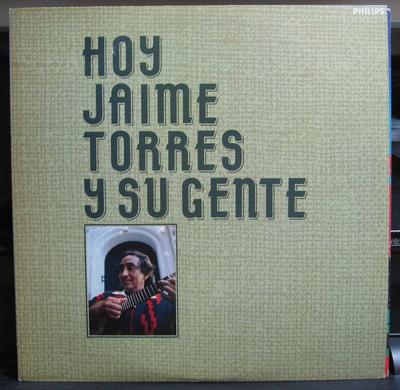 PHILIPS
HOY
JAIME
TORRES
Y SU GENTE